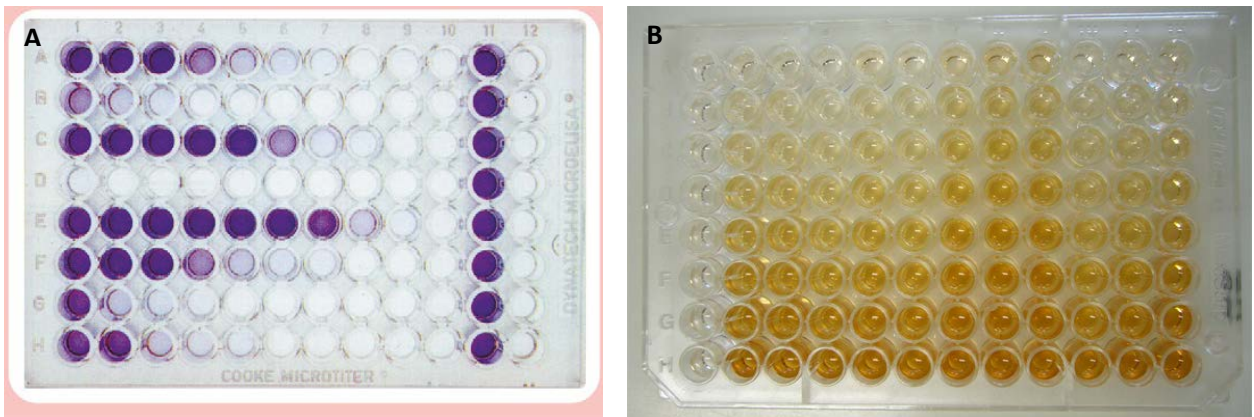 A
1 2 3 4 5 6 7 8 9 10 11 12
A
B
C
D
E
F
G
H
COOKE MICROTITER
DYNATECH MICROELISA
B
F
G
H